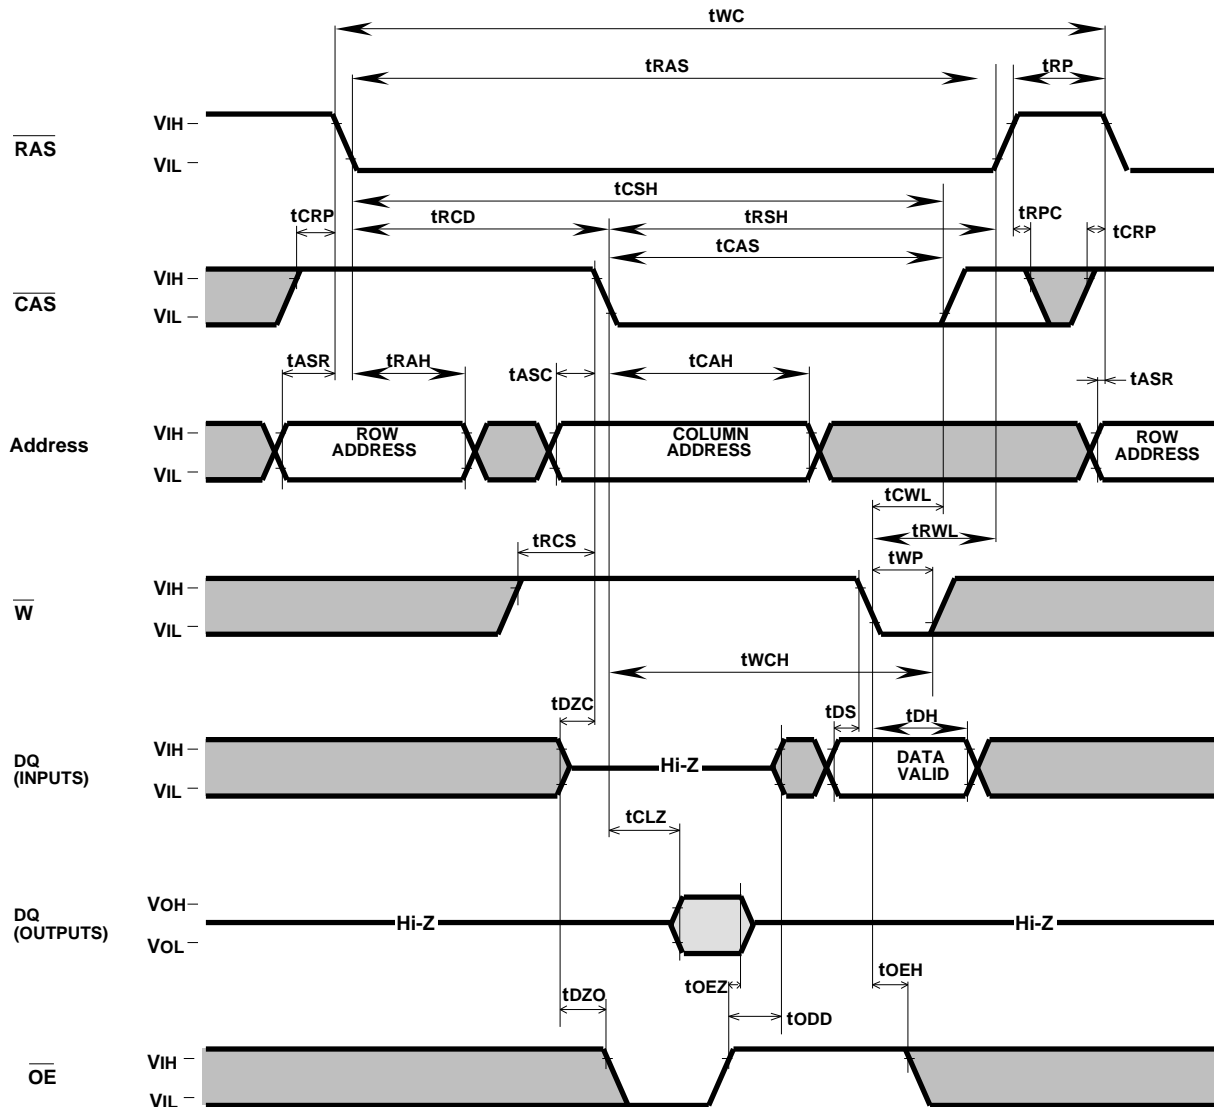 tWC
tRAS tRP
RAS VIH
VIL
tCSH
tCRP tRCD tRSH tRPC tCRP
tCAS
CAS VIH
VIL
tASR tRAH tASC tCAH tASR
Address VIH
VIL
ROW
ADDRESS
COLUMN
ADDRESS
ROW
ADDRESS
tCWL
tRCS tRWL
tWP
W VIH
VIL
tWCH
tDZC tDS tDH
DQ
(INPUTS)
VIH
VIL
Hi-Z
DATA
VALID
tCLZ
DQ
(OUTPUTS)
VOH
VOL
Hi-Z Hi-Z
tDZO tOEZ tOEH
tODD
OE VIH
VIL